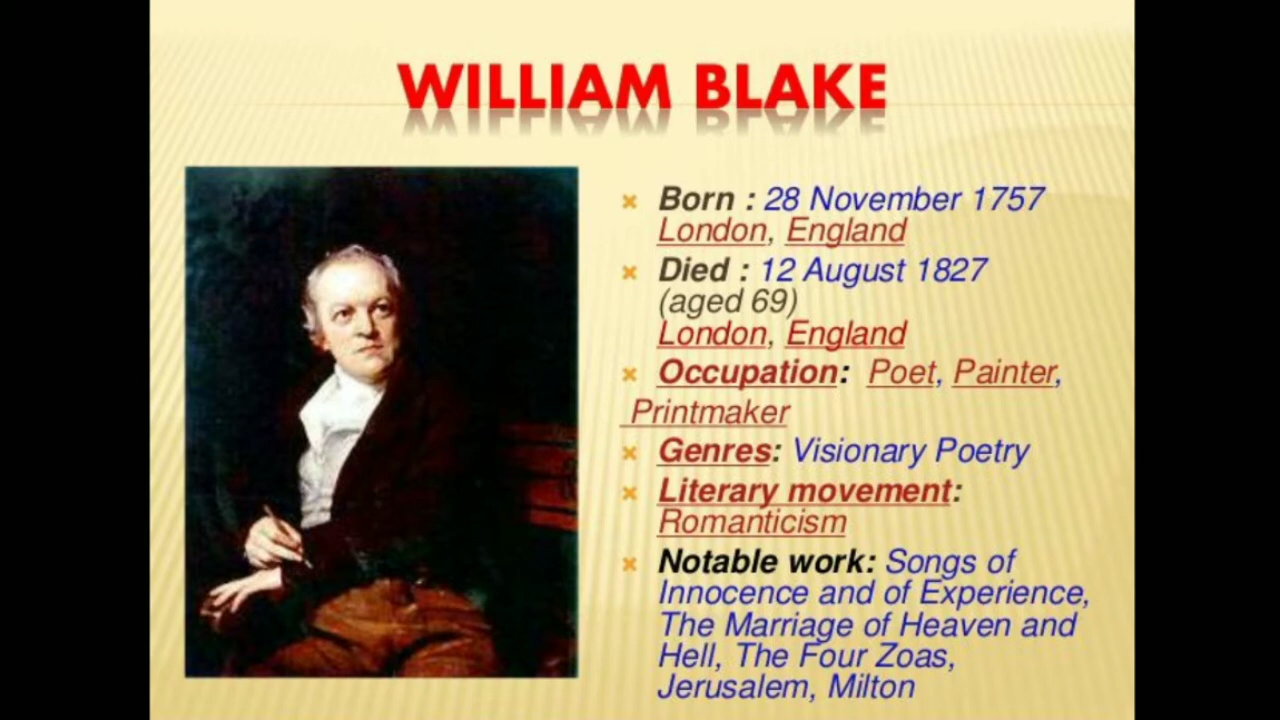 WILLIAM BLAKE
Born : 28 November 1757
London, England
Died : 12 August 1827
(aged 69)
London, England
Occupation: Poet, Painter,
Printmaker
Genres: Visionary Poetry
Literary movement:
Romanticism
Notable work: Songs of
Innocence and of Experience,
The Marriage of Heaven and
Hell, The Four Zoas,
Jerusalem, Milton